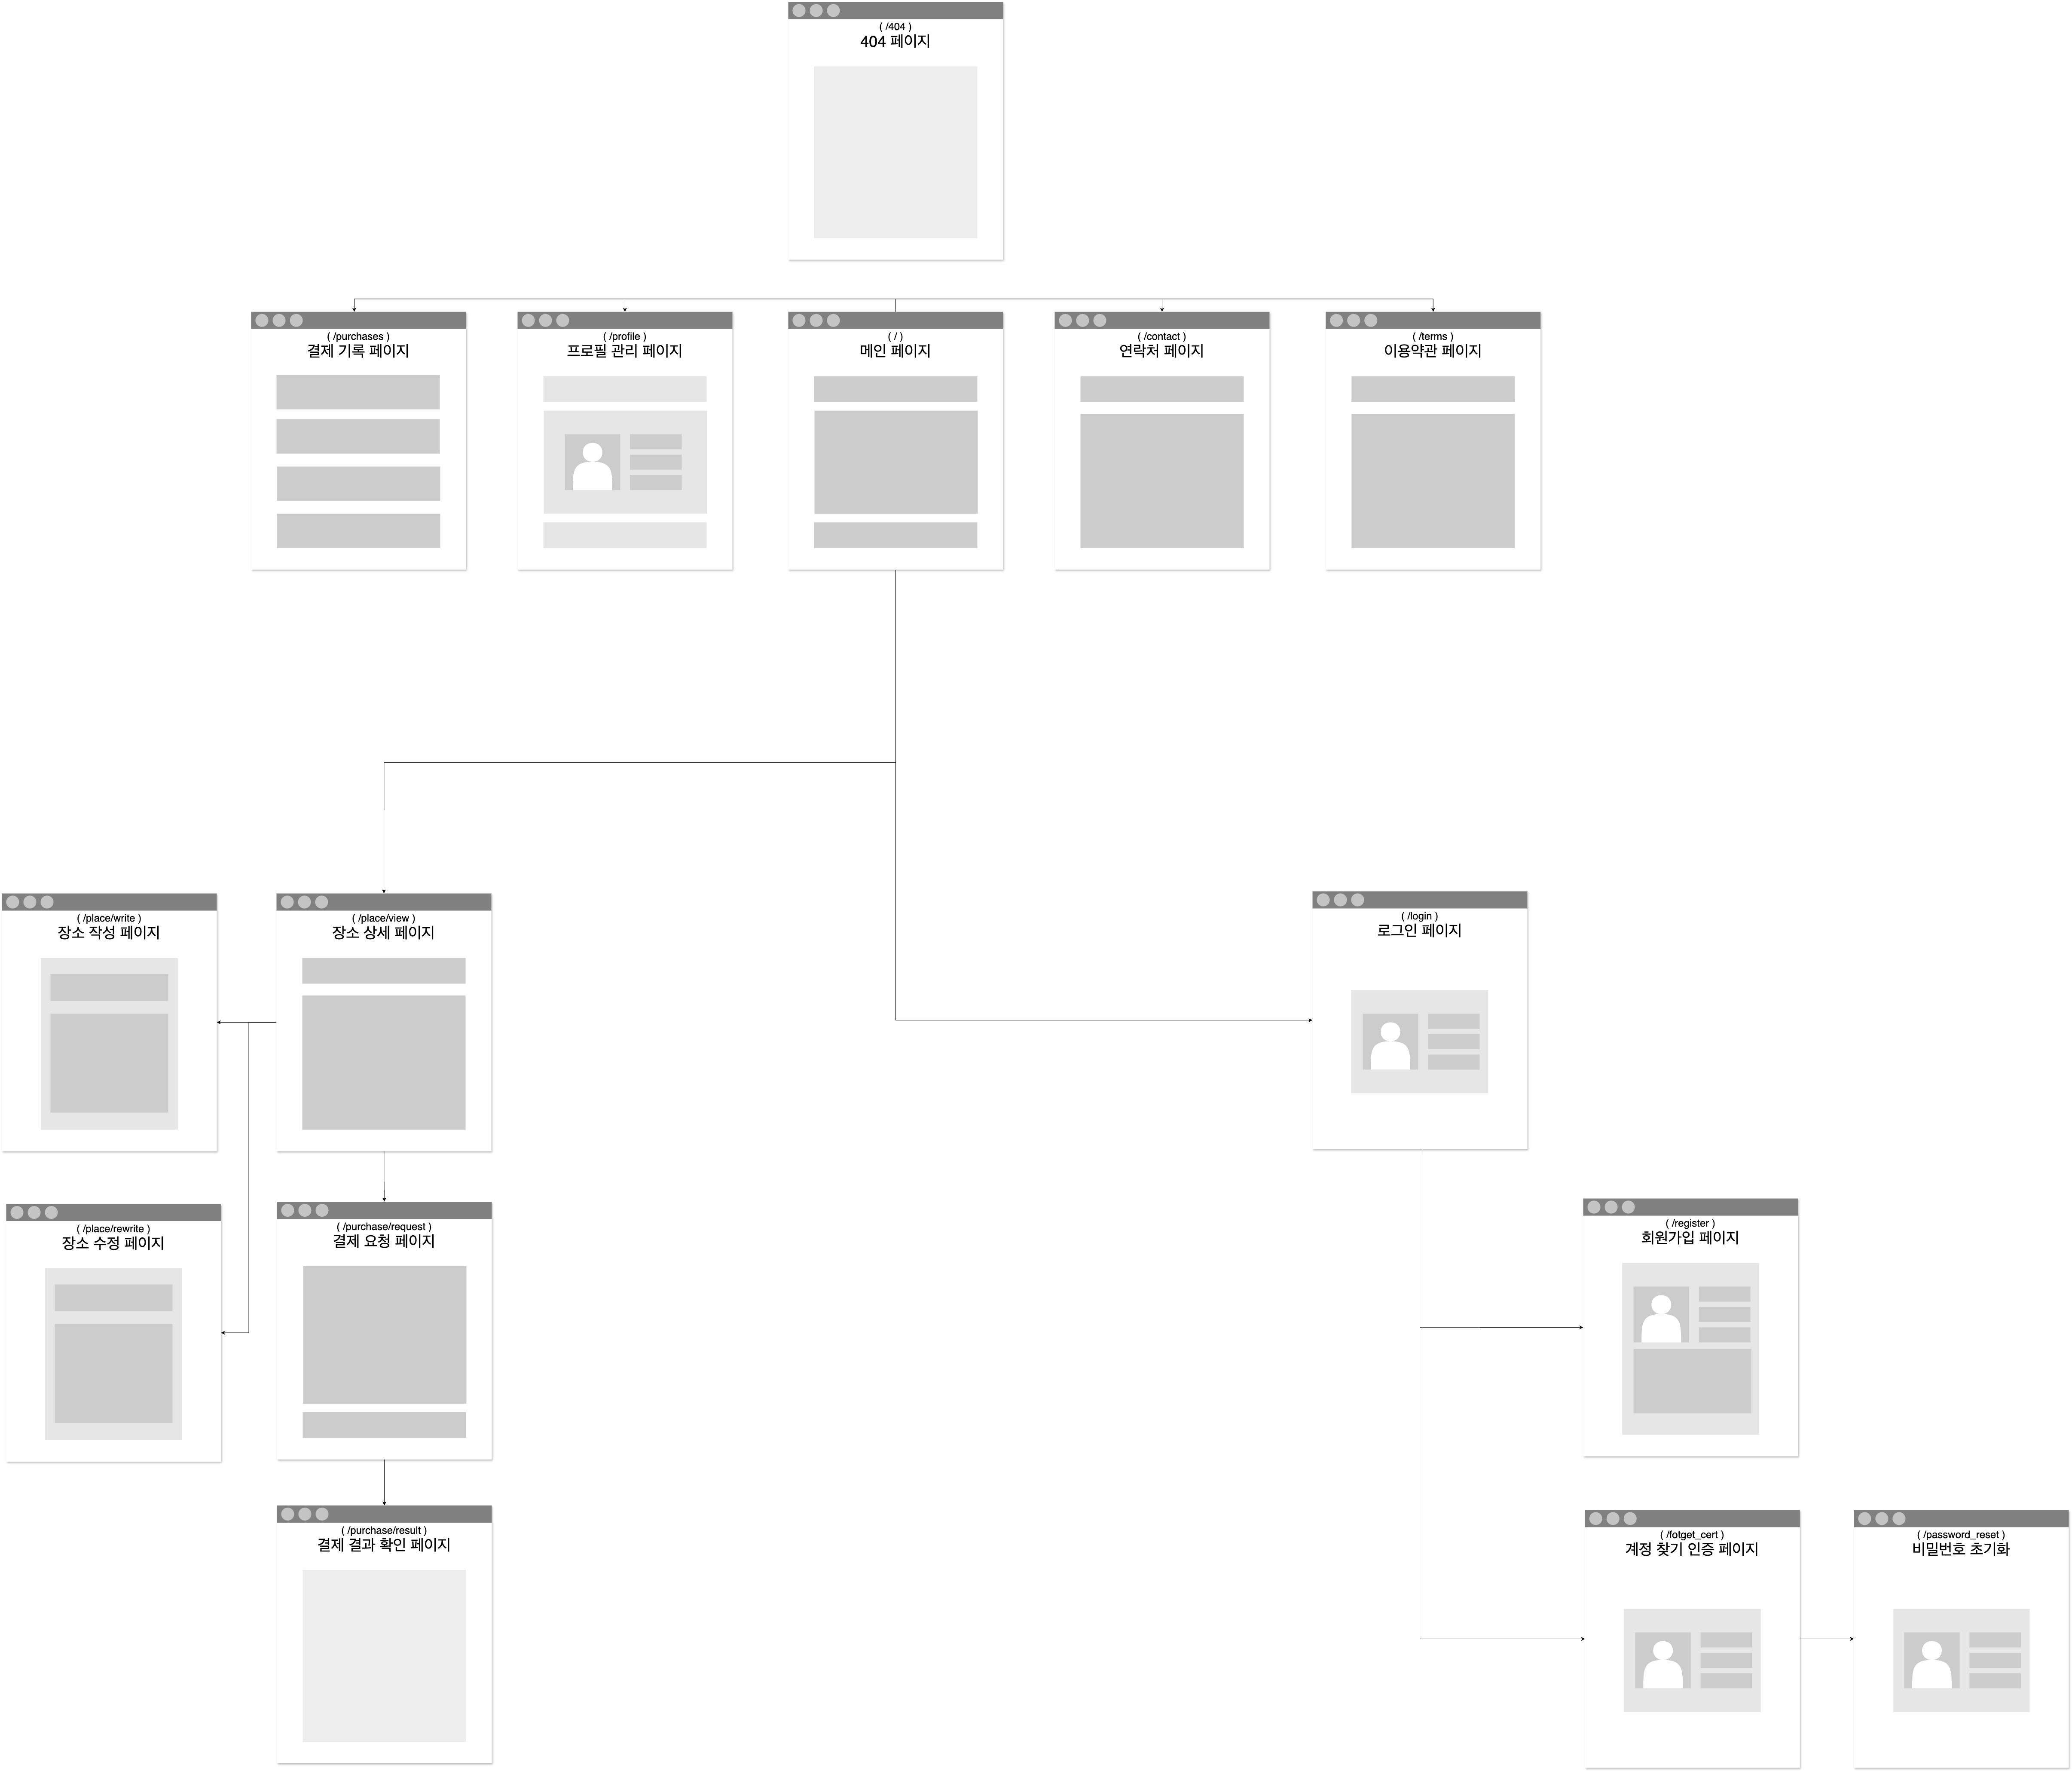 ( /404 )
404 페이지
( /purchases )
결제 기록 페이지
( /profile )
프로필 관리 페이지
( / )
메인 페이지
( /contact )
연락처 페이지
( /terms )
이용약관 페이지
( /place/write )
장소 작성 페이지
( /place/view )
장소 상세 페이지
( /login )
로그인 페이지
( /place/rewrite )
장소 수정 페이지
( /purchase/request )
결제 요청 페이지
( /register )
회원가입 페이지
( /purchase/result )
결제 결과 확인 페이지
( /fotget_cert )
계정 찾기 인증 페이지
( /password_reset )
비밀번호 초기화